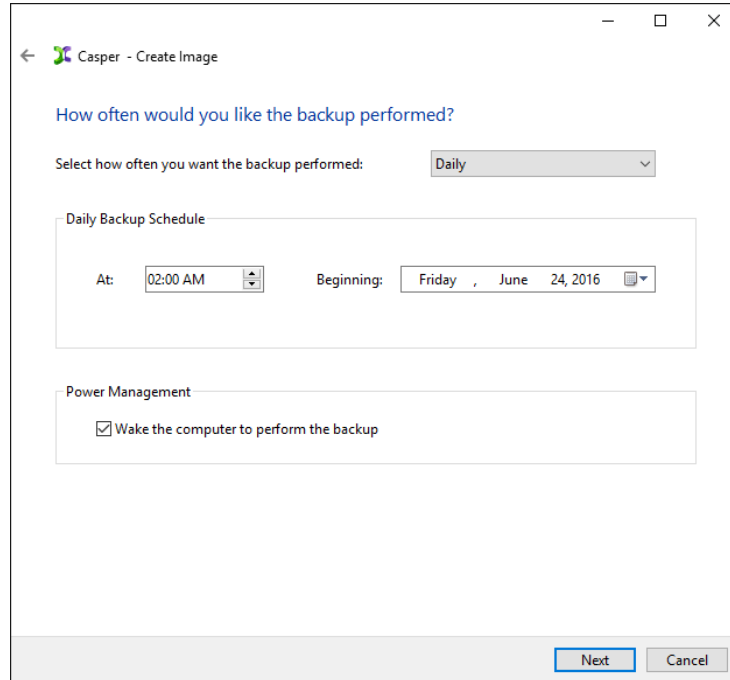 Casper - Create Image
How often would you like the backup performed?
Select how often you want the backup performed: Daily
Daily Backup Schedule
At: 02:00 AM Beginning: Friday , June 24, 2016
Power Management
Wake the computer to perform the backup
Next Cancel